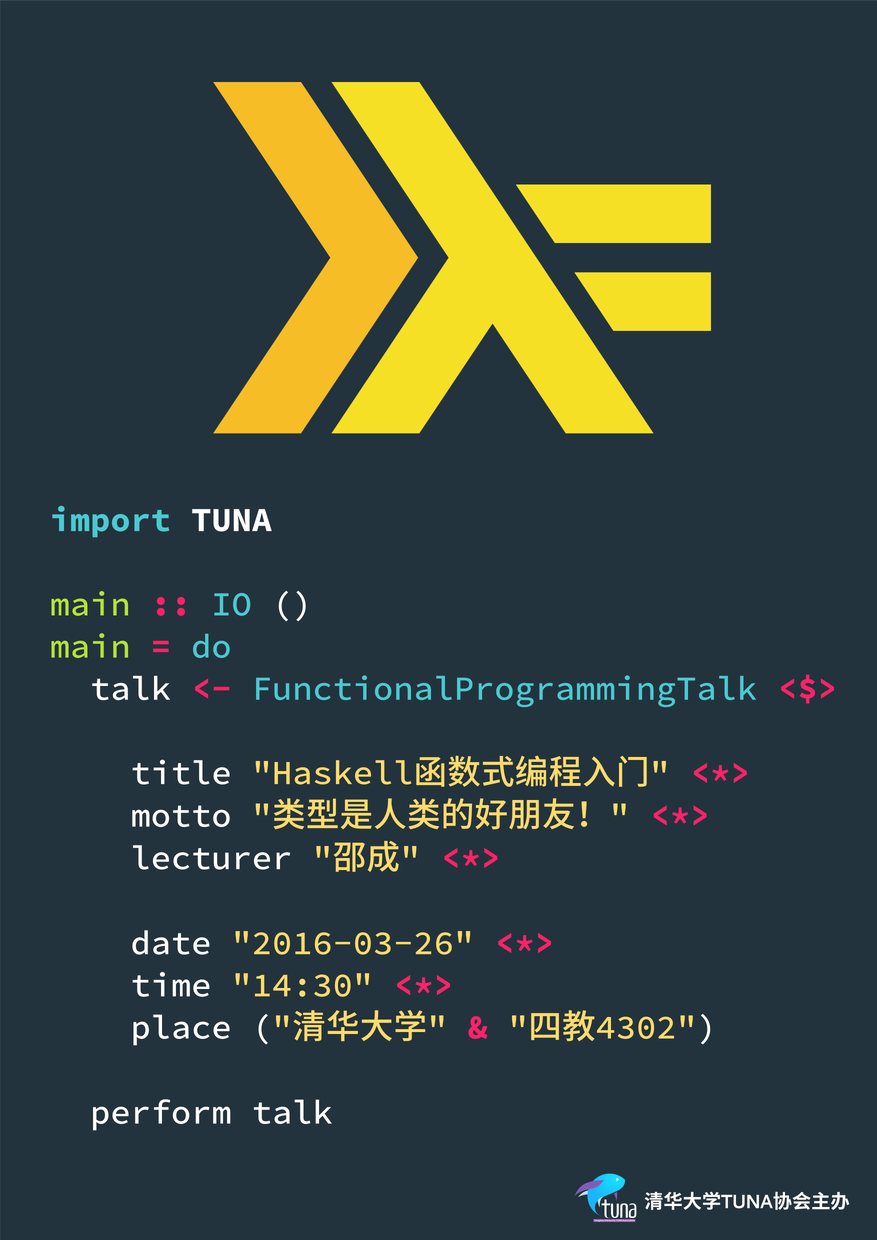 import TUNA
main :: IO ()
main = do
talk <- FunctionalProgrammingTalk <$>
title "Haskell函数式编程入门" <*>
motto "类型是人类的好朋友！" <*>
lecturer "邵成" <*>
date "2016-03-26" <*>
time "14:30" <*>
place ("清华大学" & "四教4302")
perform talk
tuna
清华大学TUNA协会主办